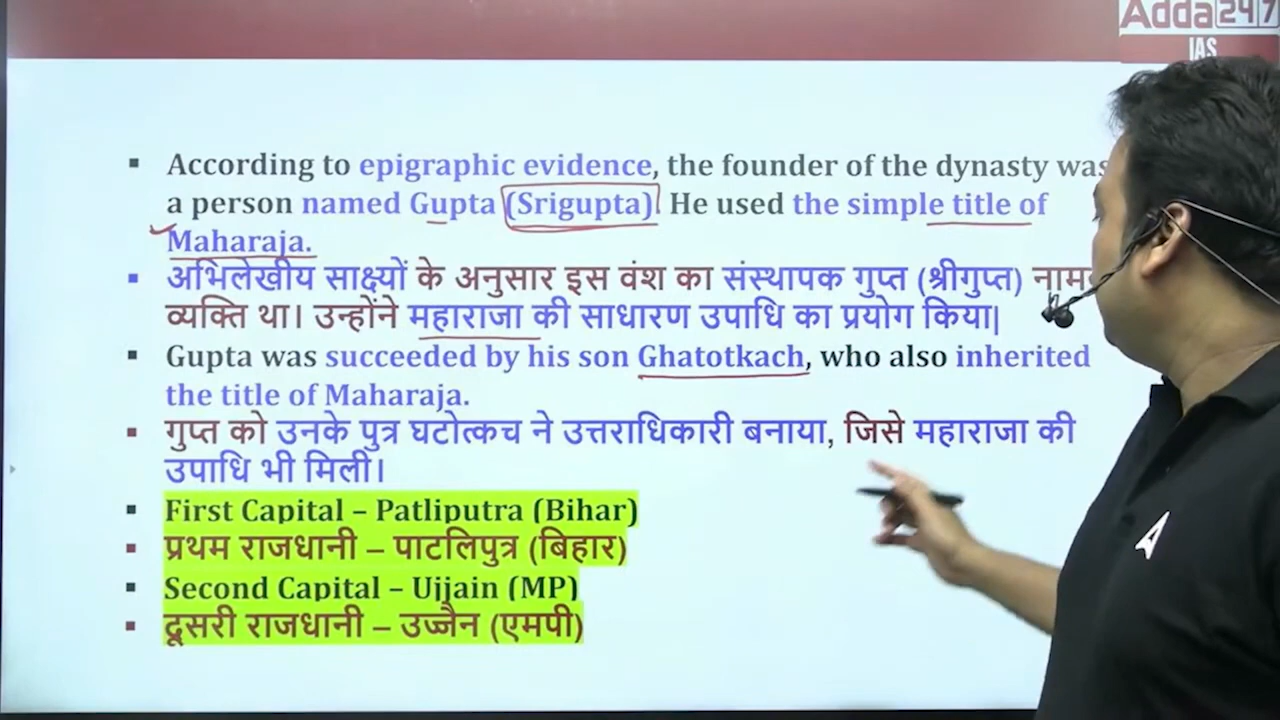 Adda 247
IAS
▪ According to epigraphic evidence, the founder of the dynasty was
a person named Gupta (Srigupta). He used the simple title of
Maharaja.
▪ अभिलेखीय साक्ष्यों के अनुसार इस वंश का संस्थापक गुप्त (श्रीगुप्त)
व्यक्ति था। उन्होंने महाराजा की साधारण उपाधि का प्रयोग किया|
▪ Gupta was succeeded by his son Ghatotkach, who also inherited
the title of Maharaja.
▪ गुप्त को उनके पुत्र घटोत्कच ने उत्तराधिकारी बनाया, जिसे महाराजा की
उपाधि भी मिली।
▪ First Capital – Patliputra (Bihar)
▪ प्रथम राजधानी – पाटलिपुत्र (बिहार)
▪ Second Capital – Ujjain (MP)
▪ दूसरी राजधानी – उज्जैन (एमपी)